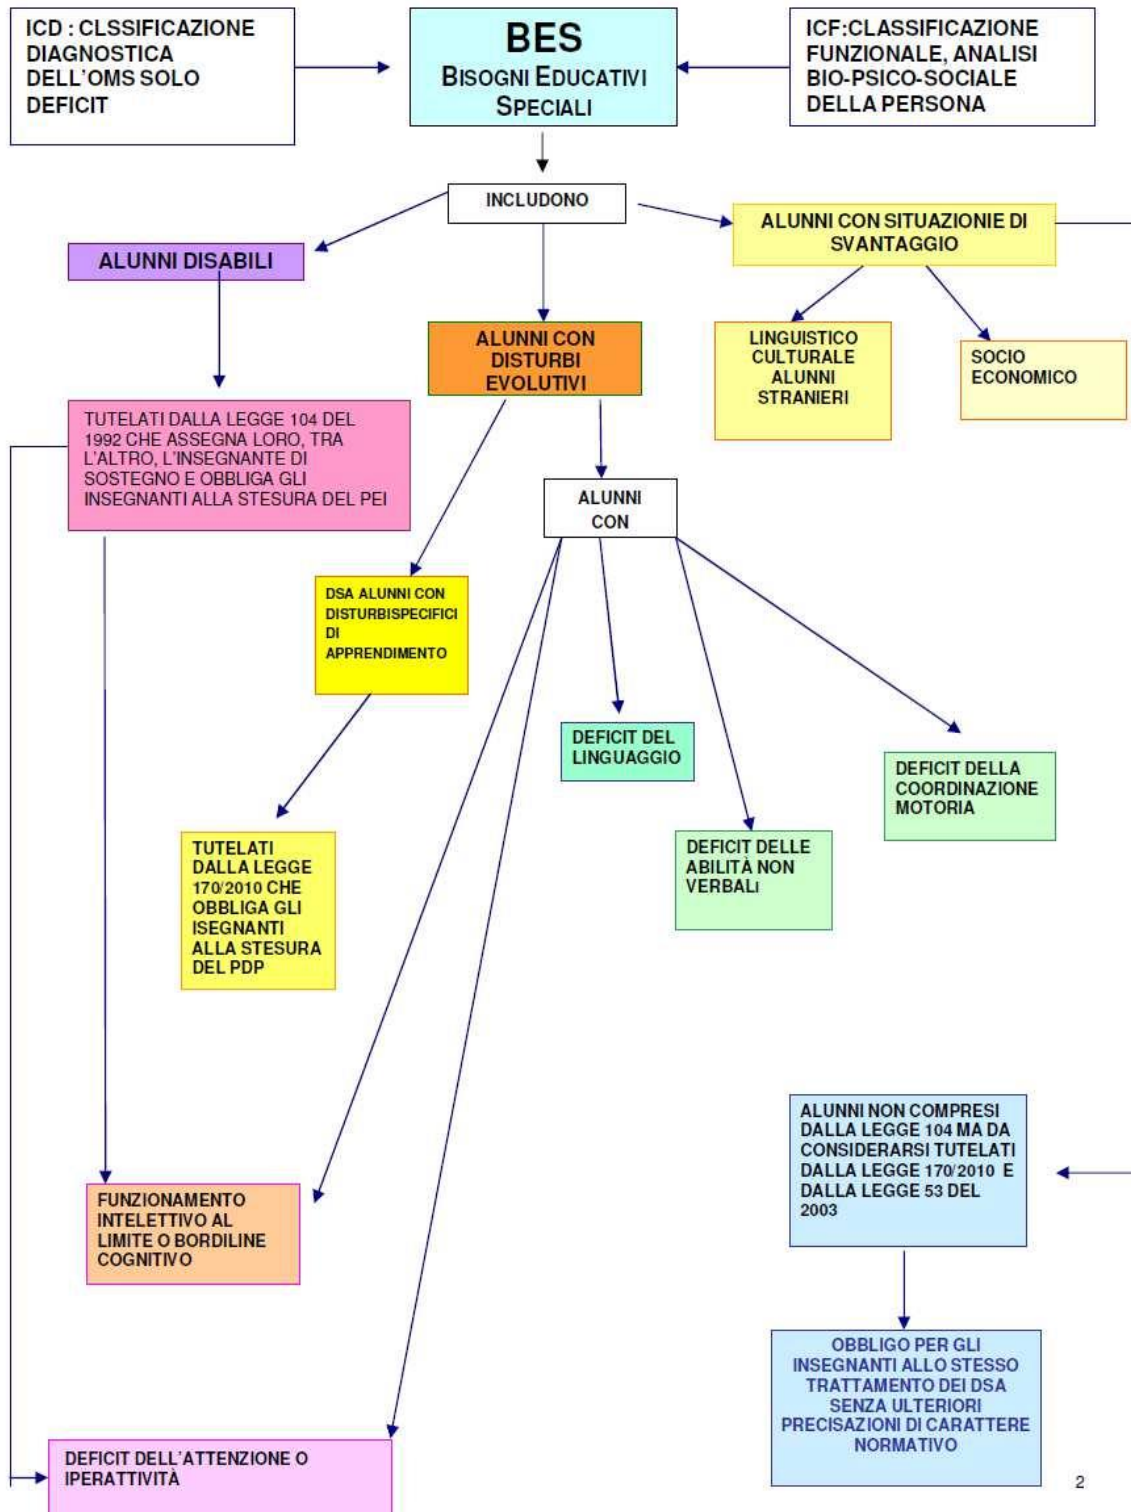 ICD : CLSSIFICAZIONE
DIAGNOSTICA
DELL'OMS SOLO
DEFICIT
BES
BISOGNI EDUCATIVI
SPECIALI
ICF:CLASSIFICAZIONE
FUNZIONALE, ANALISI
BIO-PSICO-SOCIALE
DELLA PERSONA
INCLUDONO
ALUNNI DISABILI
ALUNNI CON SITUAZIONIE DI
SVANTAGGIO
ALUNNI CON
DISTURBI
EVOLUTIVI
LINGUISTICO
CULTURALE
ALUNNI
STRANIERI
SOCIO
ECONOMICO
TUTELATI DALLA LEGGE 104 DEL
1992 CHE ASSEGNA LORO, TRA
L'ALTRO, L'INSEGNANTE DI
SOSTEGNO E OBBLIGA GLI
INSEGNANTI ALLA STESURA DEL PEI
ALUNNI
CON
DSA ALUNNI CON
DISTURBISPECIFICI
DI
APPRENDIMENTO
DEFICIT DEL
LINGUAGGIO
DEFICIT DELLA
COORDINAZIONE
MOTORIA
TUTELATI
DALLA LEGGE
170/2010 CHE
OBBLIGA GLI
ISEGNANTI
ALLA STESURA
DEL PDP
DEFICIT DELLE
ABILITÀ NON
VERBALI
ALUNNI NON COMPRESI
DALLA LEGGE 104 MA DA
CONSIDERARSI TUTELATI
DALLA LEGGE 170/2010 E
DALLA LEGGE 53 DEL
2003
FUNZIONAMENTO
INTELETTIVO AL
LIMITE O BORDILINE
COGNITIVO
OBBLIGO PER GLI
INSEGNANTI ALLO STESSO
TRATTAMENTO DEI DSA
SENZA ULTERIORI
PRECISAZIONI DI CARATTERE
NORMATIVO
DEFICIT DELL'ATTENZIONE O
IPERATTIVITÀ
2